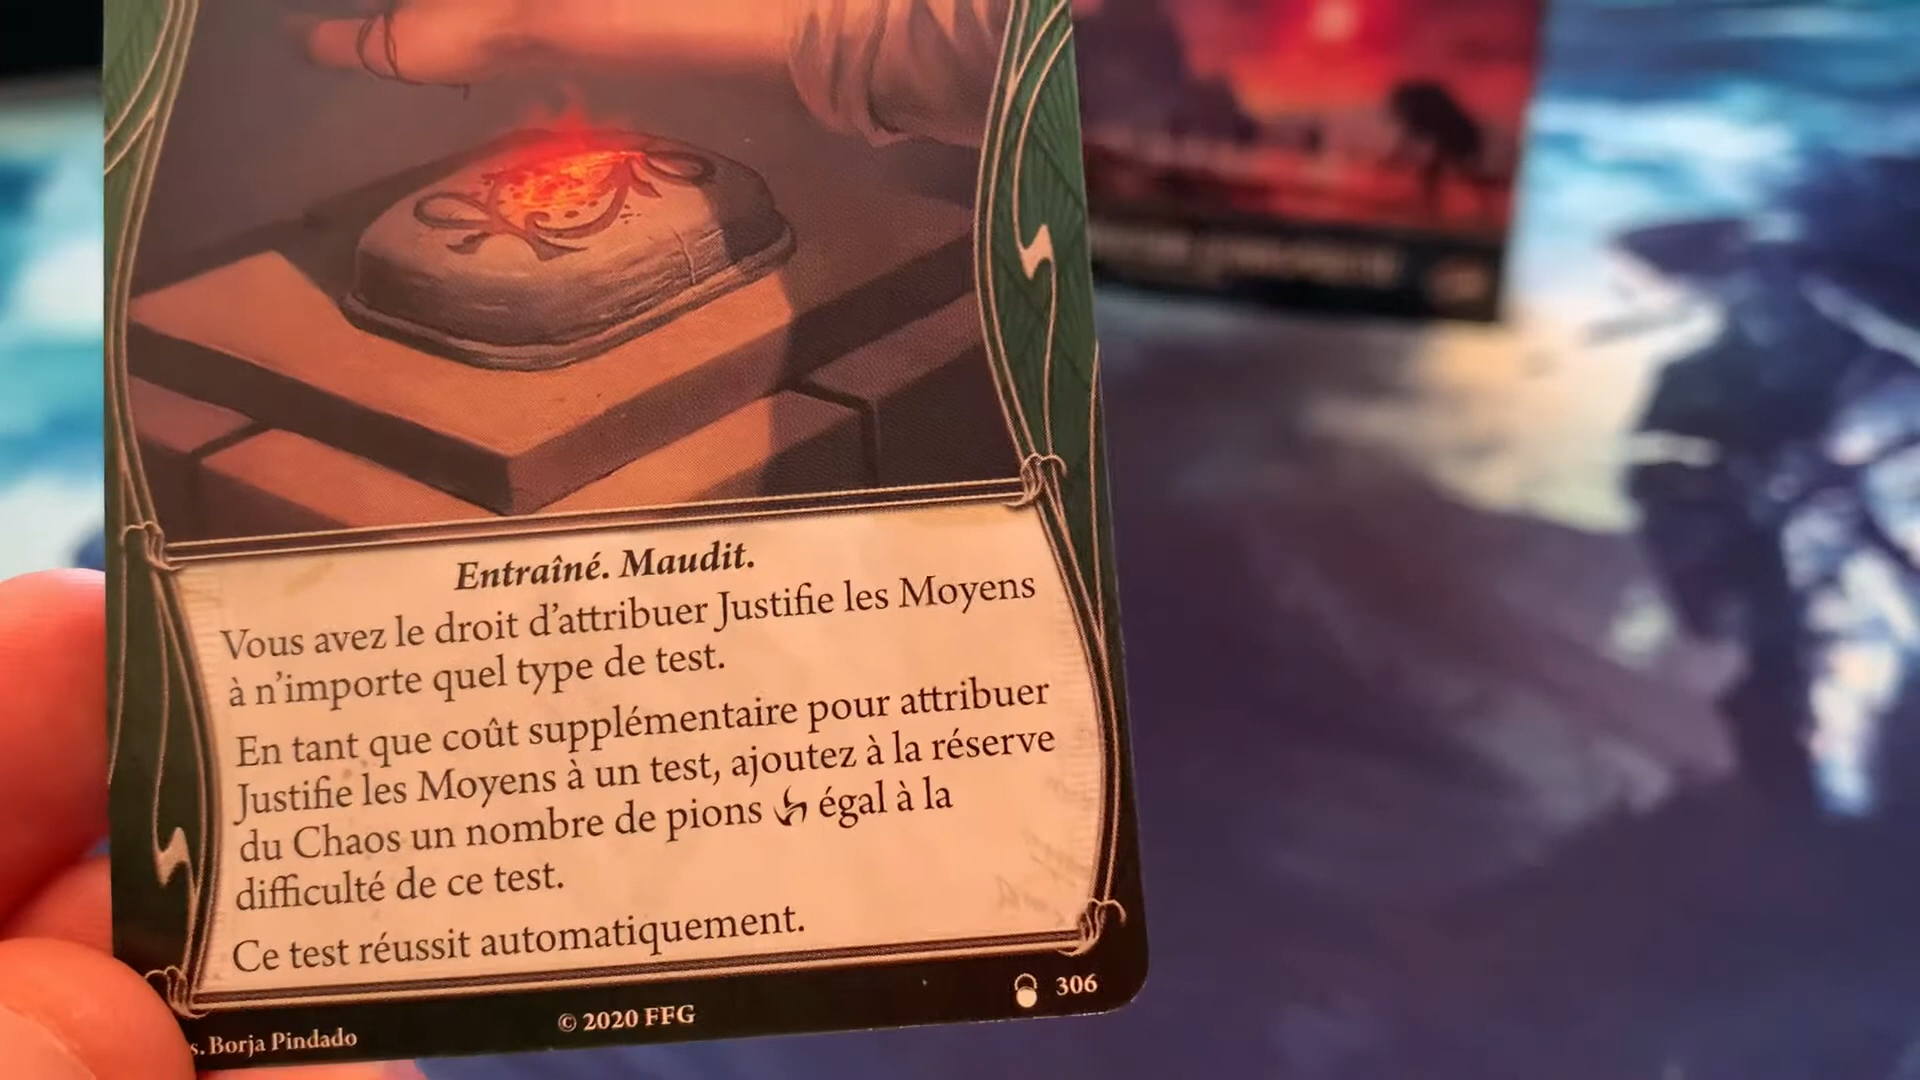 Entraîné. Maudit.
Vous avez le droit d'attribuer Justifie les Moyens
à n'importe quel type de test.
En tant que coût supplémentaire pour attribuer
Justifie les Moyens à un test, ajoutez à la réserve
du Chaos un nombre de pions égal à la
difficulté de ce test.
Ce test réussit automatiquement.
s. Borja Pindado
© 2020 FFG
306